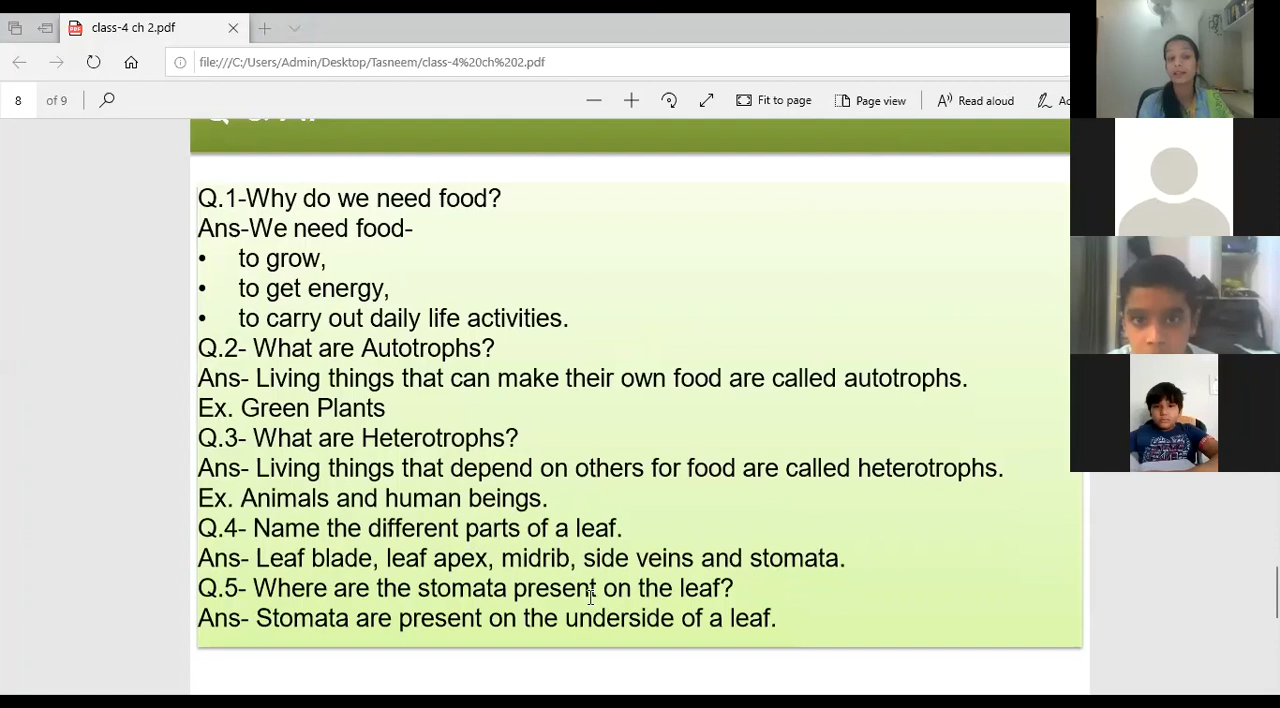 class-4 ch 2.pdf
file:///C:/Users/Admin/Desktop/Tasneem/class-4%20ch%202.pdf
8 of 9 Fit to page Page view Read aloud
Q.1-Why do we need food?
Ans-We need food-
• to grow,
• to get energy,
• to carry out daily life activities.
Q.2- What are Autotrophs?
Ans- Living things that can make their own food are called autotrophs.
Ex. Green Plants
Q.3- What are Heterotrophs?
Ans- Living things that depend on others for food are called heterotrophs.
Ex. Animals and human beings.
Q.4- Name the different parts of a leaf.
Ans- Leaf blade, leaf apex, midrib, side veins and stomata.
Q.5- Where are the stomata present on the leaf?
Ans- Stomata are present on the underside of a leaf.